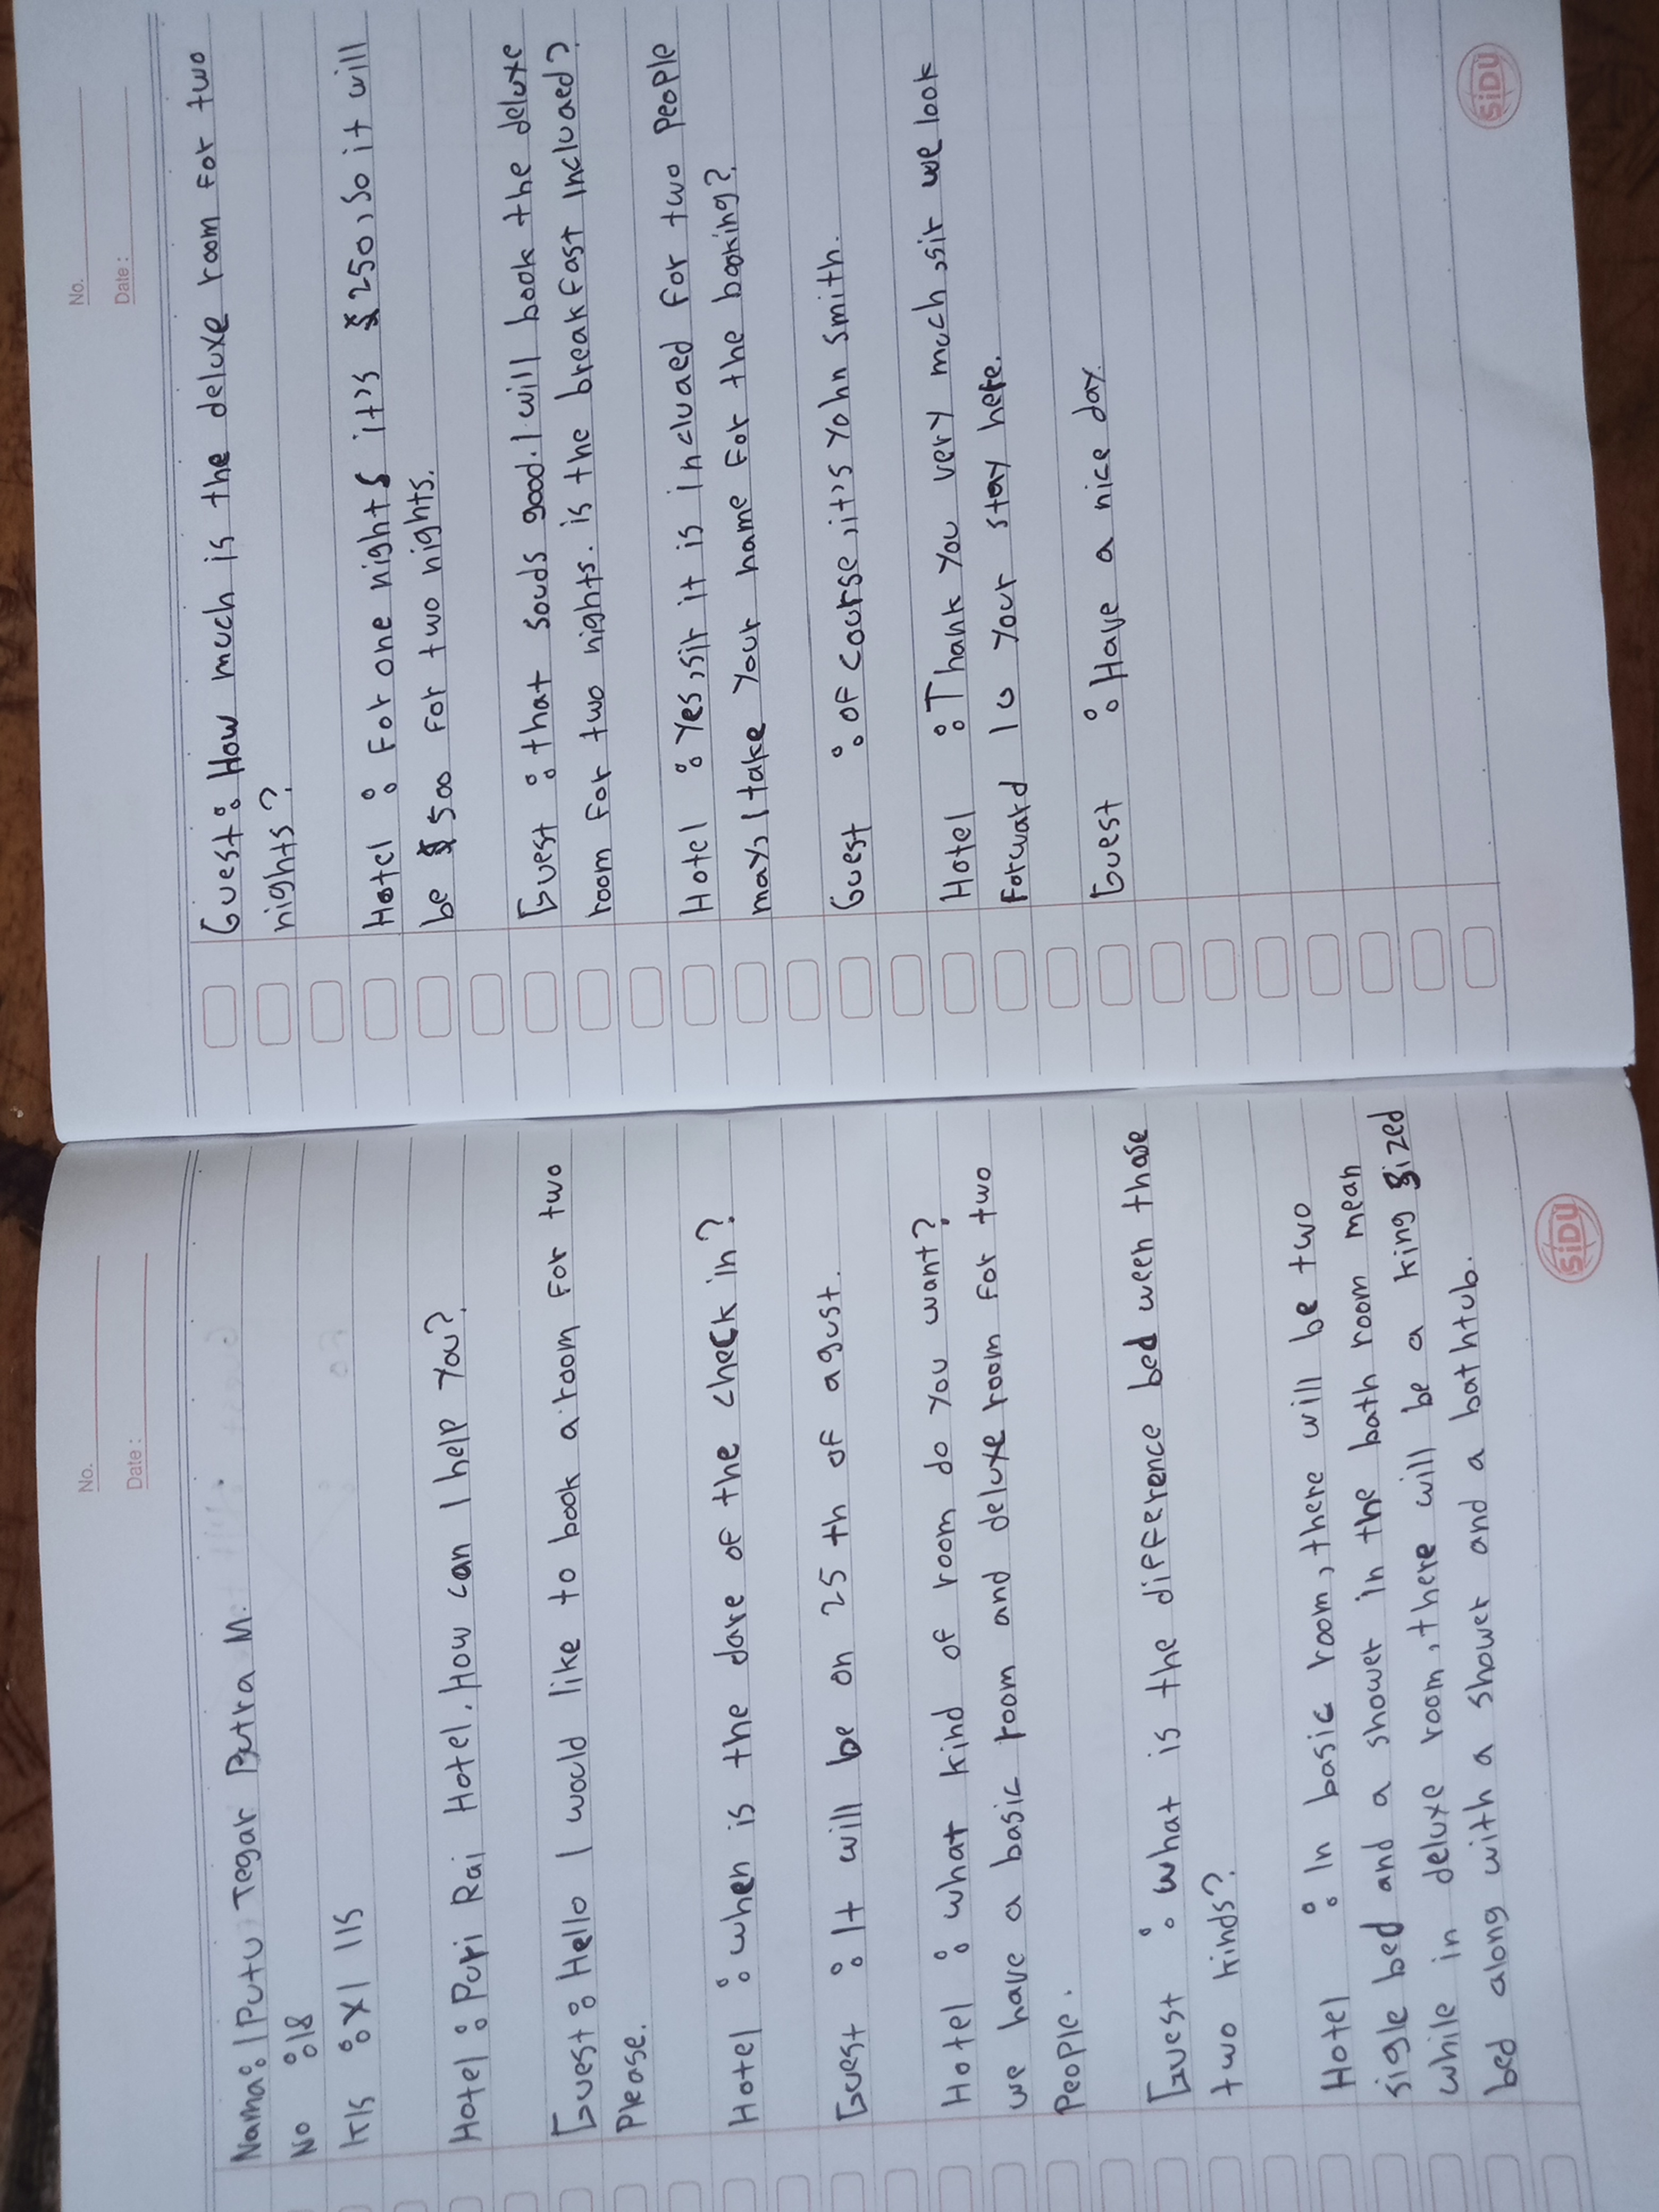 No.
Date :
Nama: I Putu Tegar Putra M.
No : 18
Kls : XI IIS
Hotel : Puri Rai Hotel. How can I help You?
Guest : Hello I would like to book a room for two
Please.
Hotel : when is the dare of the check in?
Guest : It will be on 25 th of agust.
Hotel : what kind of room do you want?
we have a basic room and deluxe room for two
People.
Guest : what is the difference bed ween those
two kinds?
Hotel : In basic room, there will be two
sigle bed and a shower in the bath room mean
while in deluxe room, there will be a king sized
bed along with a shower and a bathtub.
SiDU
No.
Date :
Guest : How much is the deluxe room for two
nights?
Hotel : For one nights it's $250, So it will
be $500 for two nights.
Guest : that souds good. I will book the deluxe
room for two nights. is the breakfast incluaed?
Hotel : Yes, sir it is incluaed for two people
may, I take Your name for the booking?
Guest : of course, it's Yohn smith.
Hotel : Thank You very much, sir we look
Forward to Your stay here.
Guest : Have a nice day.
SiDU